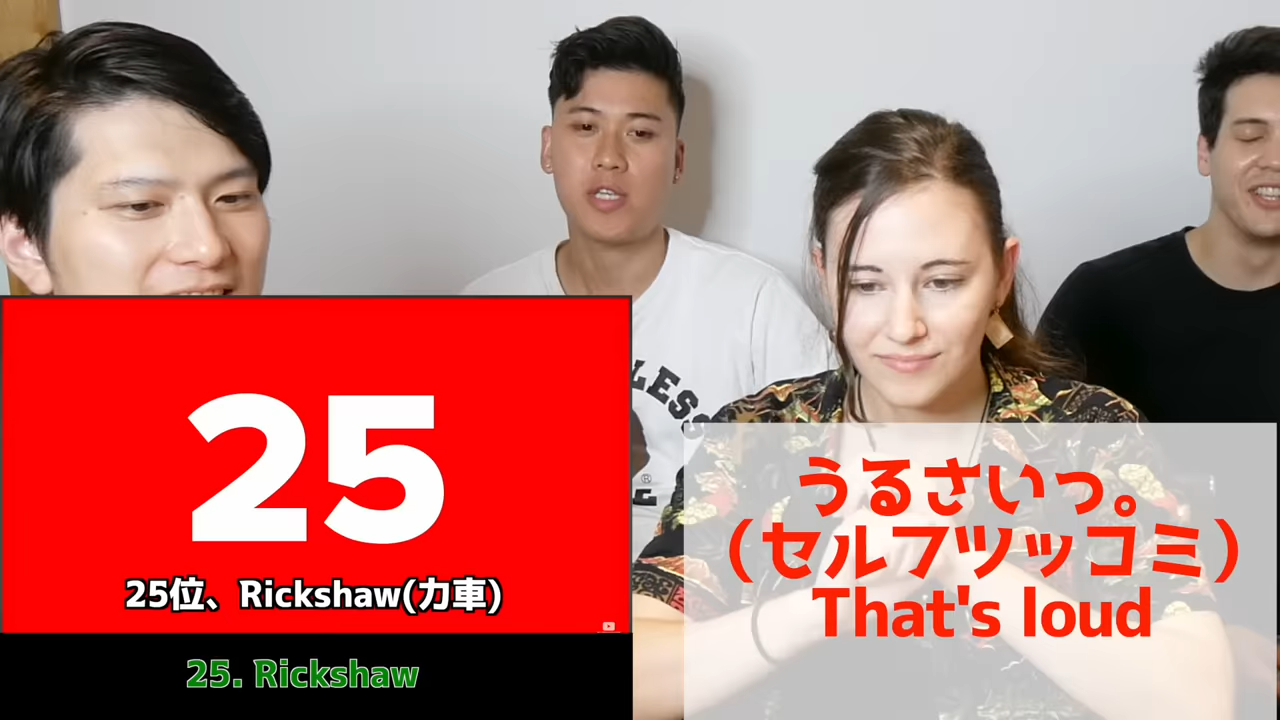 25
25位、Rickshaw(力車)
25. Rickshaw
うるさいっ。
(セルフツッコミ)
That's loud